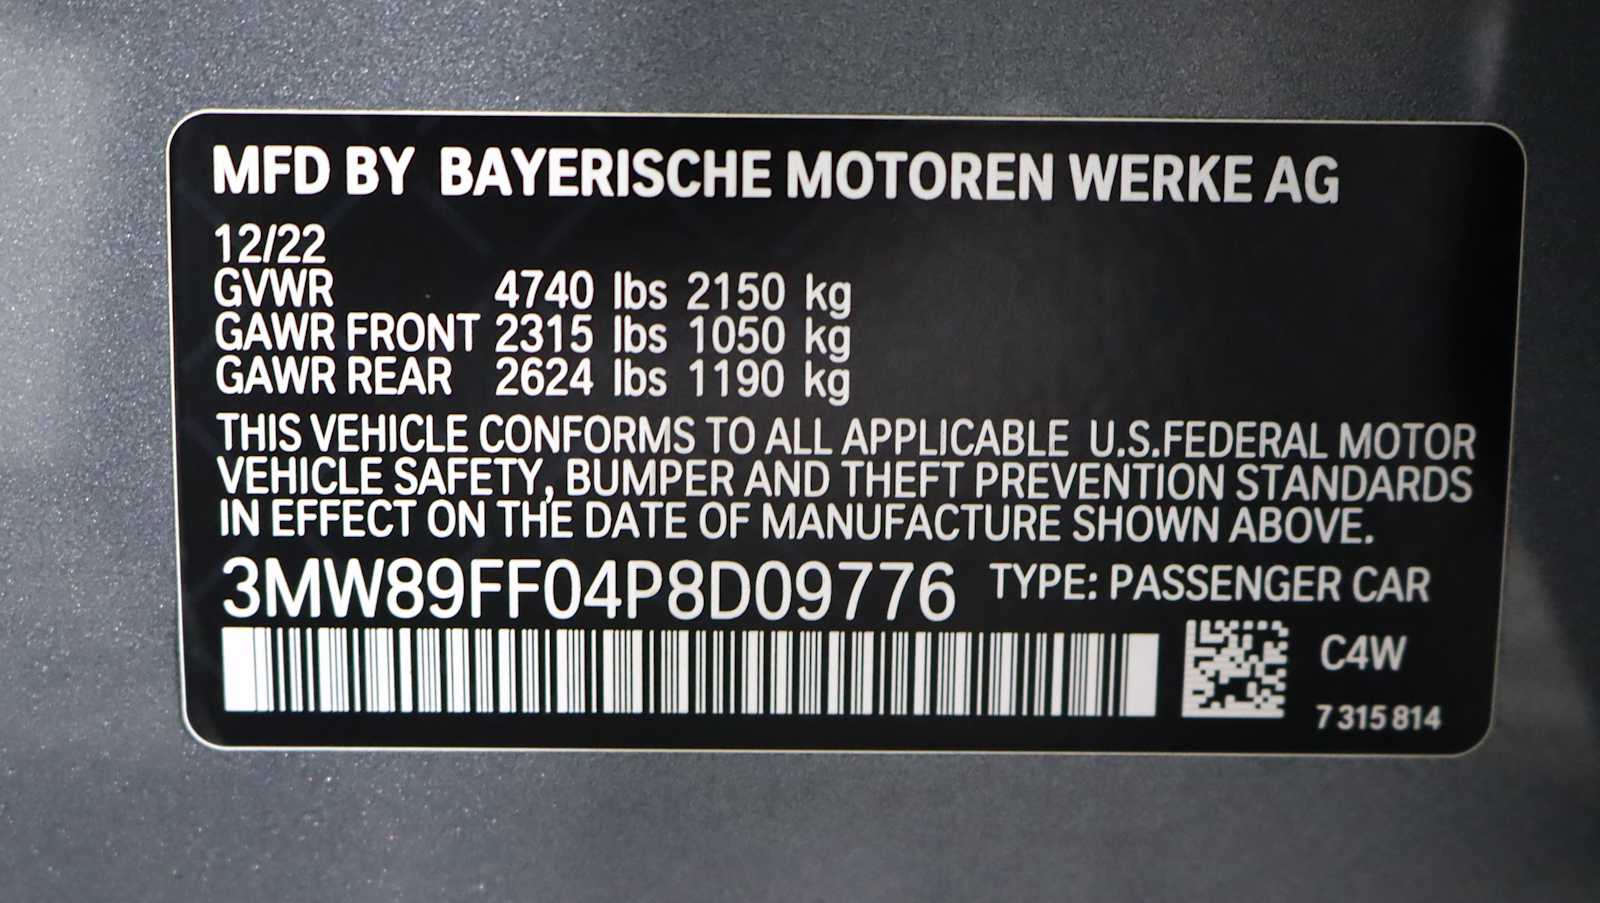 MFD BY BAYERISCHE MOTOREN WERKE AG
12/22
GVWR 4740 lbs 2150 kg
GAWR FRONT 2315 lbs 1050 kg
GAWR REAR 2624 lbs 1190 kg
THIS VEHICLE CONFORMS TO ALL APPLICABLE U.S.FEDERAL MOTOR
VEHICLE SAFETY, BUMPER AND THEFT PREVENTION STANDARDS
IN EFFECT ON THE DATE OF MANUFACTURE SHOWN ABOVE.
3MW89FF04P8D09776 TYPE: PASSENGER CAR
C4W
7 315 814